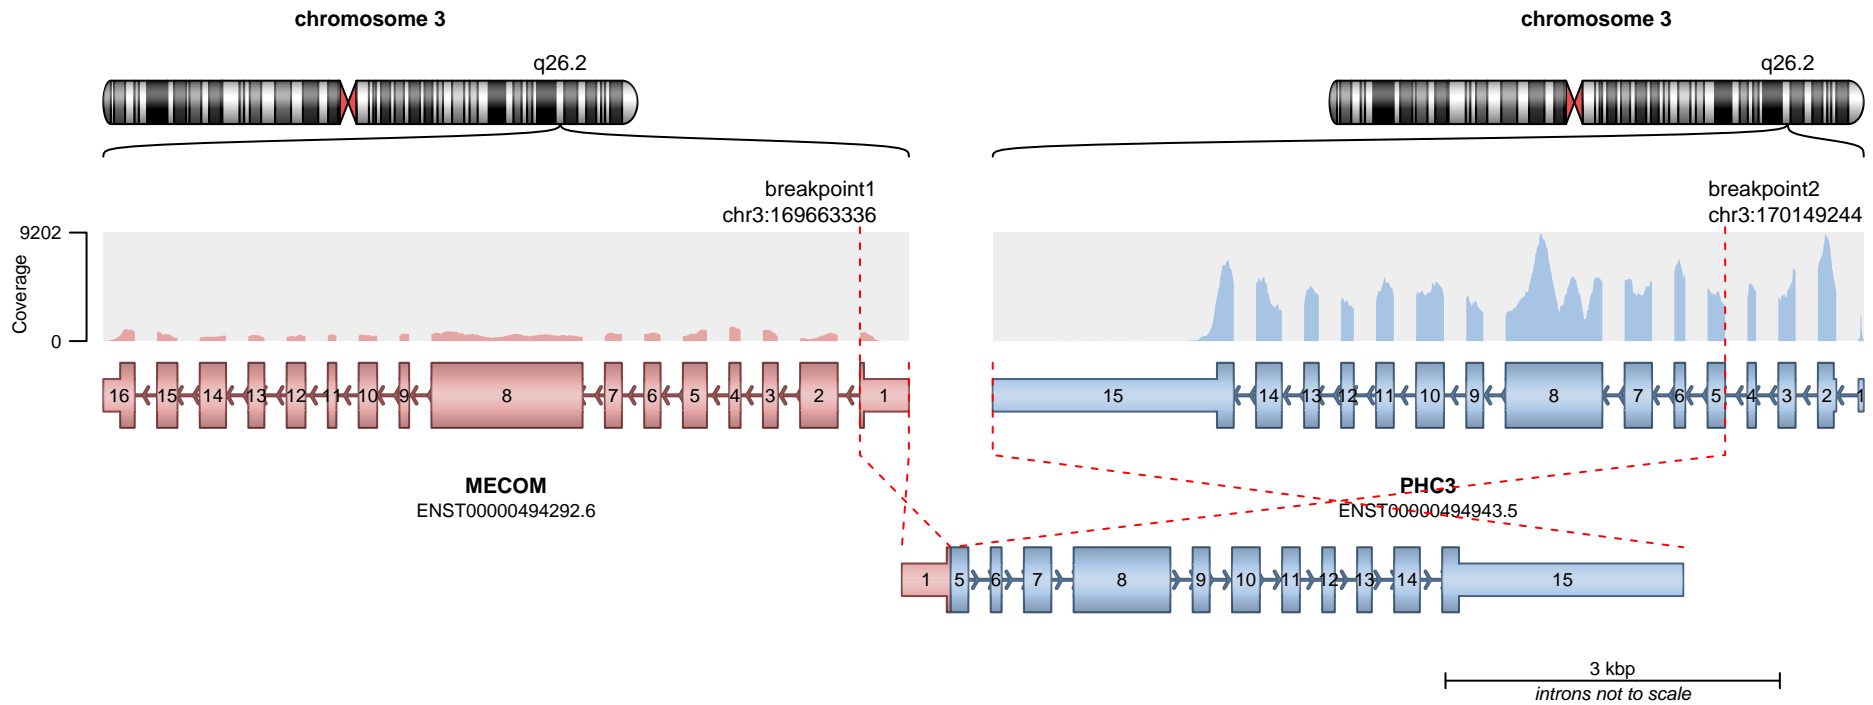 chromosome 3
chromosome 3
q26.2
q26.2
breakpoint1
chr3:169663336
breakpoint2
chr3:170149244
9202
Coverage
0
16 15 14 13 12 11 10 9 8 7 6 5 4 3 2 1
15 14 13 12 11 10 9 8 7 6 5 4 3 2 1
MECOM
ENST00000494292.6
PHC3
ENST00000494943.5
1 5 6 7 8 9 10 11 12 13 14 15
3 kbp
introns not to scale